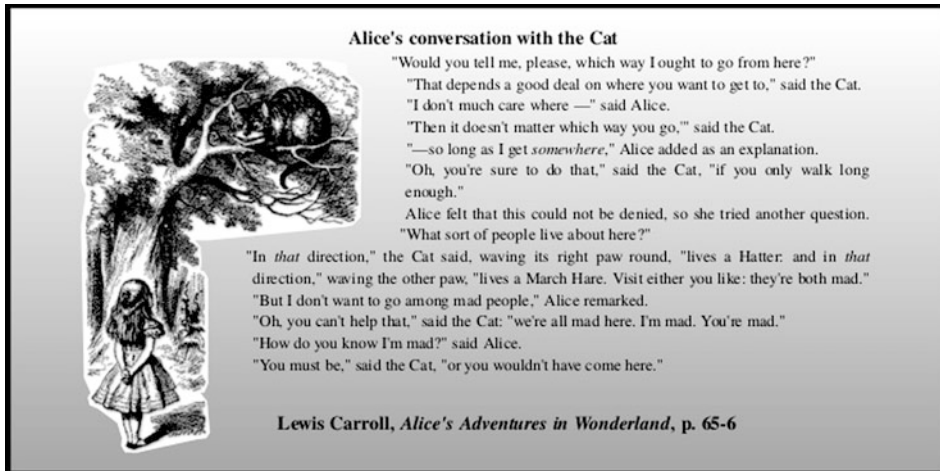 Alice's conversation with the Cat
"Would you tell me, please, which way I ought to go from here?"
"That depends a good deal on where you want to get to," said the Cat.
"I don't much care where —" said Alice.
"Then it doesn't matter which way you go,'" said the Cat.
"—so long as I get somewhere," Alice added as an explanation.
"Oh, you're sure to do that," said the Cat, "if you only walk long
enough."
Alice felt that this could not be denied, so she tried another question.
"What sort of people live about here?"
"In that direction," the Cat said, waving its right paw round, "lives a Hatter: and in that
direction," waving the other paw, "lives a March Hare. Visit either you like: they're both mad."
"But I don't want to go among mad people," Alice remarked.
"Oh, you can't help that," said the Cat: "we're all mad here. I'm mad. You're mad."
"How do you know I'm mad?" said Alice.
"You must be," said the Cat, "or you wouldn't have come here."
Lewis Carroll, Alice's Adventures in Wonderland, p. 65-6